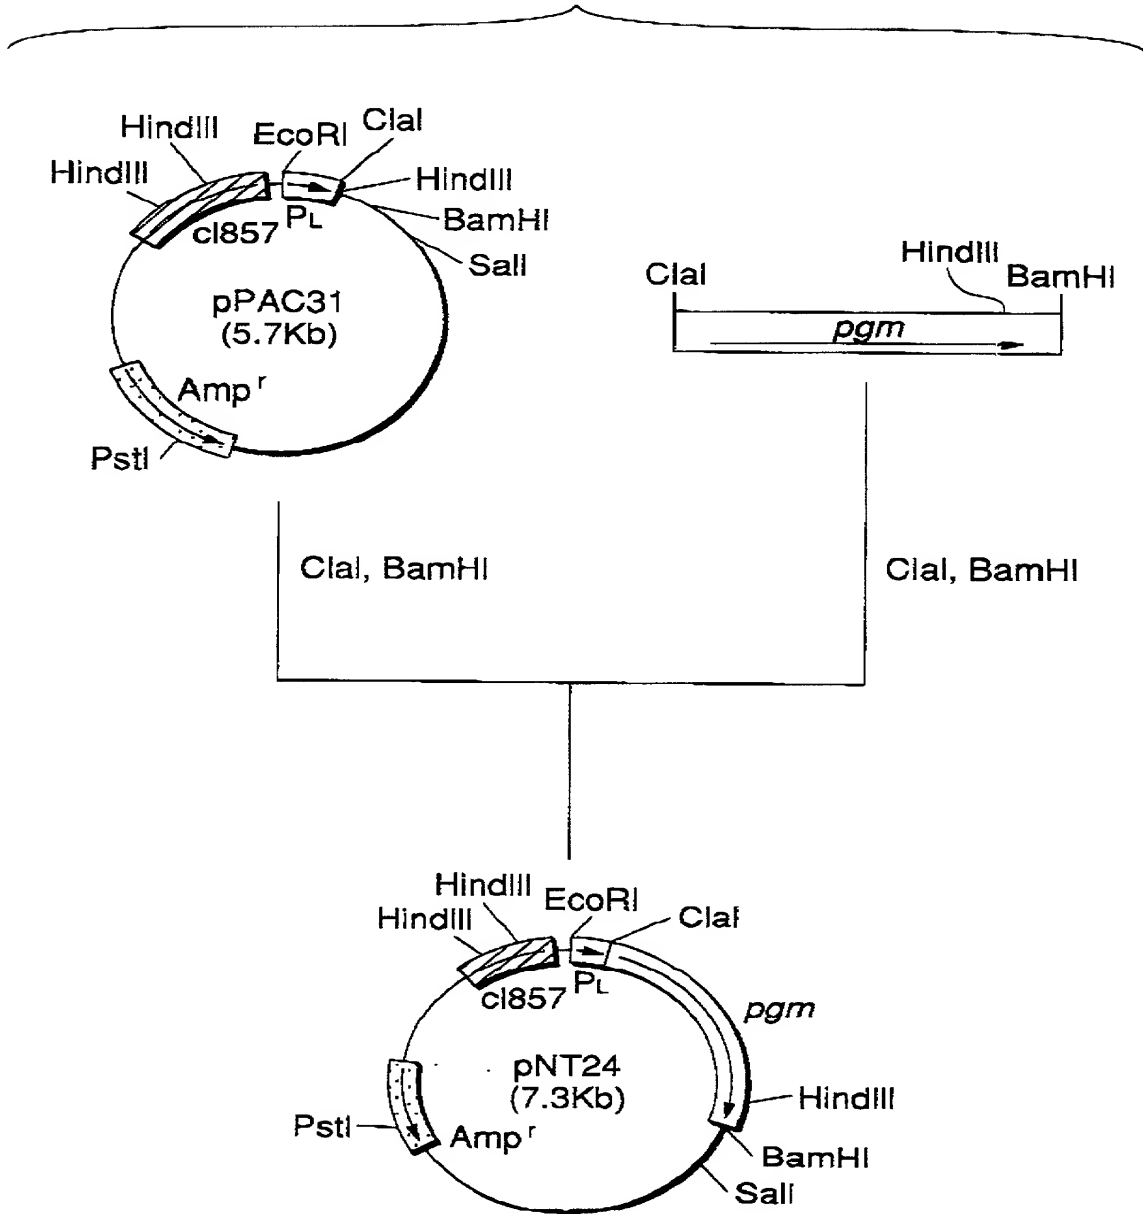 HindIII
EcoRI
ClaI
HindIII
HindIII
PL
cI857
BamHI
SalI
pPAC31
(5.7Kb)
Amp r
PstI
ClaI
HindIII
BamHI
pgm
ClaI, BamHI
ClaI, BamHI
HindIII
EcoRI
ClaI
HindIII
cI857
PL
pgm
pNT24
(7.3Kb)
HindIII
PstI
Amp r
BamHI
SalI